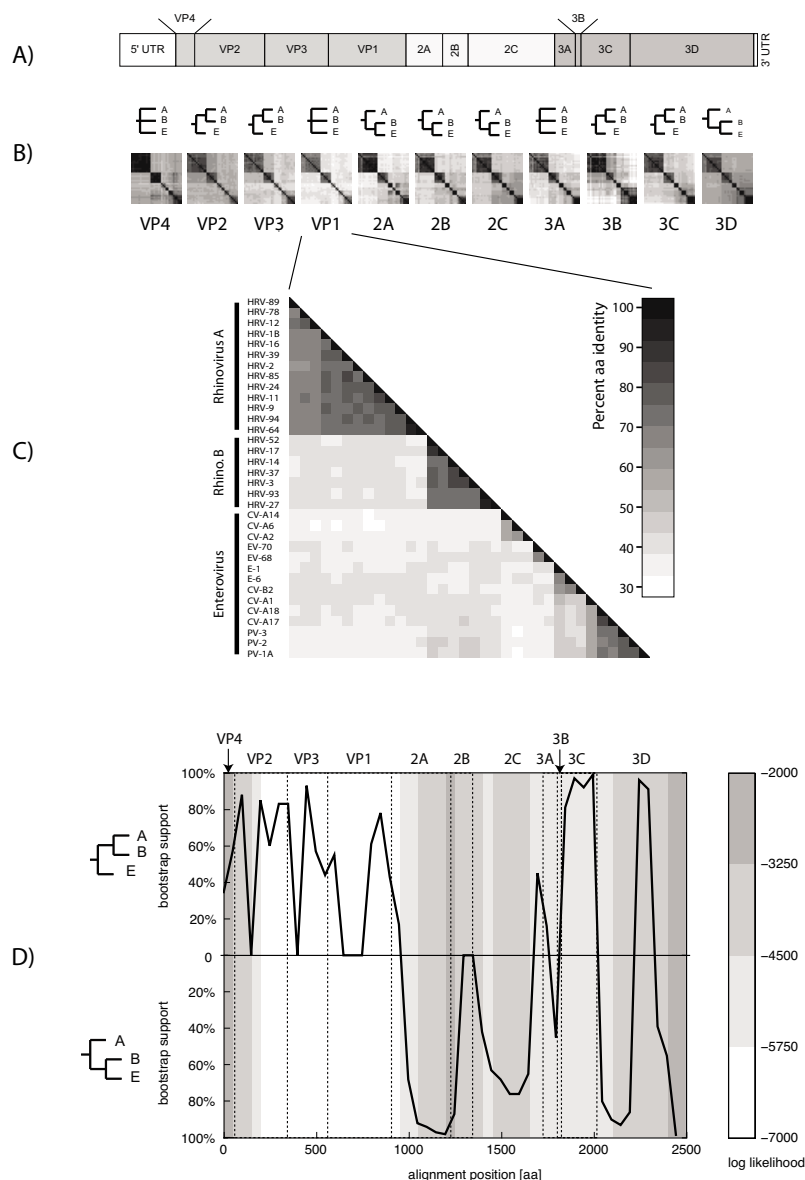 VP4
3B
A)
5' UTR
VP2
VP3
VP1
2A
2B
2C
3A
3C
3D
3' UTR
A A A A A A A A A A A
B B B B B B B B B B B
E E E E E E E E E E E
B)
VP4 VP2 VP3 VP1 2A 2B 2C 3A 3B 3C 3D
C)
Rhinovirus A
HRV-89
HRV-78
HRV-12
HRV-1B
HRV-16
HRV-39
HRV-2
HRV-85
HRV-24
HRV-11
HRV-9
HRV-94
HRV-64
Rhino. B
HRV-52
HRV-17
HRV-14
HRV-37
HRV-3
HRV-93
HRV-27
Enterovirus
CV-A14
CV-A6
CV-A2
EV-70
EV-68
E-1
E-6
CV-B2
CV-A1
CV-A18
CV-A17
PV-3
PV-2
PV-1A
Percent aa identity
100
90
80
70
60
50
40
30
D)
VP4
3B
VP2 VP3 VP1 2A 2B 2C 3A 3C 3D
A
B
E
bootstrap support
100%
80%
60%
40%
20%
0
20%
40%
60%
80%
100%
A
B
E
bootstrap support
0 500 1000 1500 2000 2500
alignment position [aa]
−2000
−3250
−4500
−5750
−7000
log likelihood